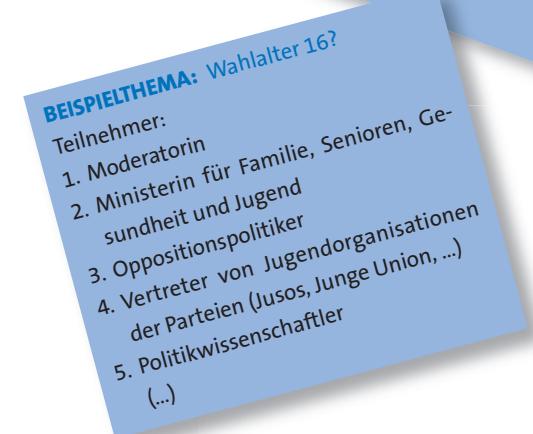 BEISPIELTHEMA: Wahlalter 16?
Teilnehmer:
1. Moderatorin
2. Ministerin für Familie, Senioren, Ge-
sundheit und Jugend
3. Oppositionspolitiker
4. Vertreter von Jugendorganisationen
der Parteien (Jusos, Junge Union, ...)
5. Politikwissenschaftler
(...)